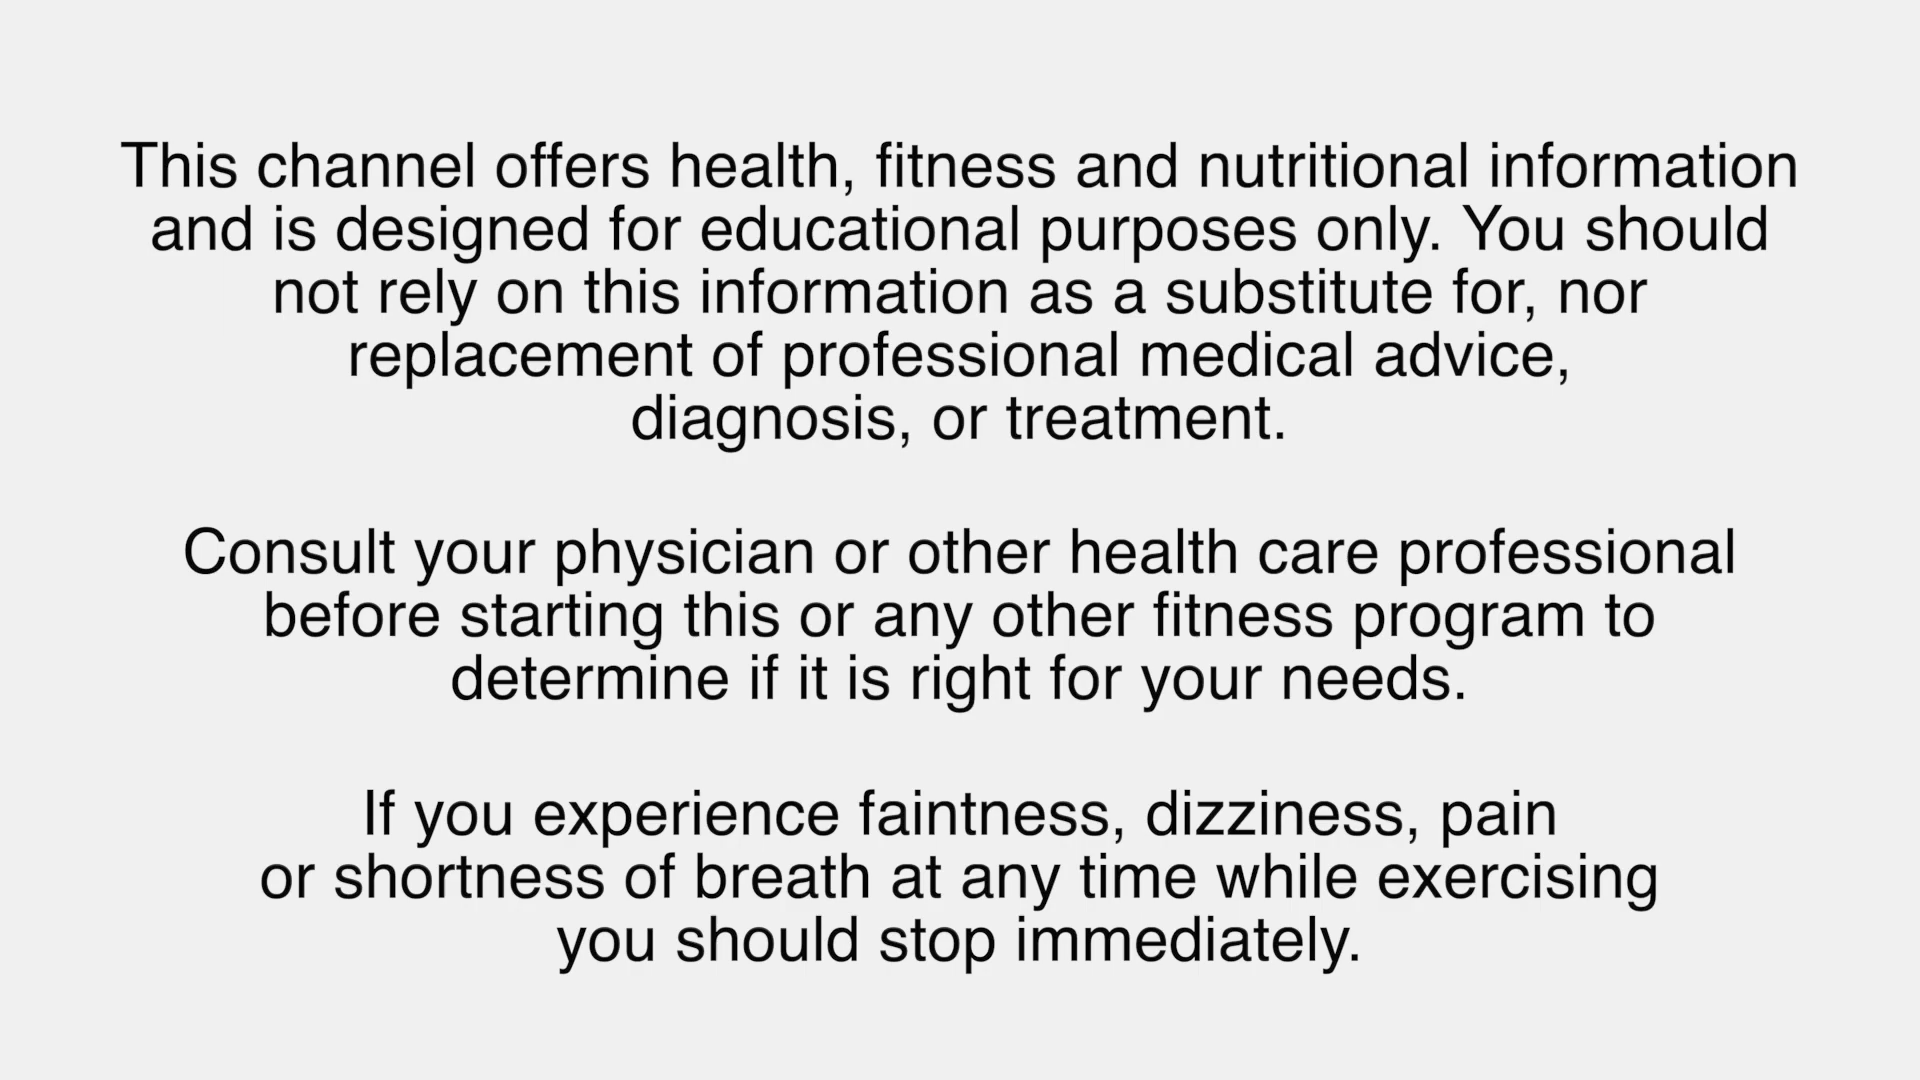 This channel offers health, fitness and nutritional information
and is designed for educational purposes only. You should
not rely on this information as a substitute for, nor
replacement of professional medical advice,
diagnosis, or treatment.
Consult your physician or other health care professional
before starting this or any other fitness program to
determine if it is right for your needs.
If you experience faintness, dizziness, pain
or shortness of breath at any time while exercising
you should stop immediately.